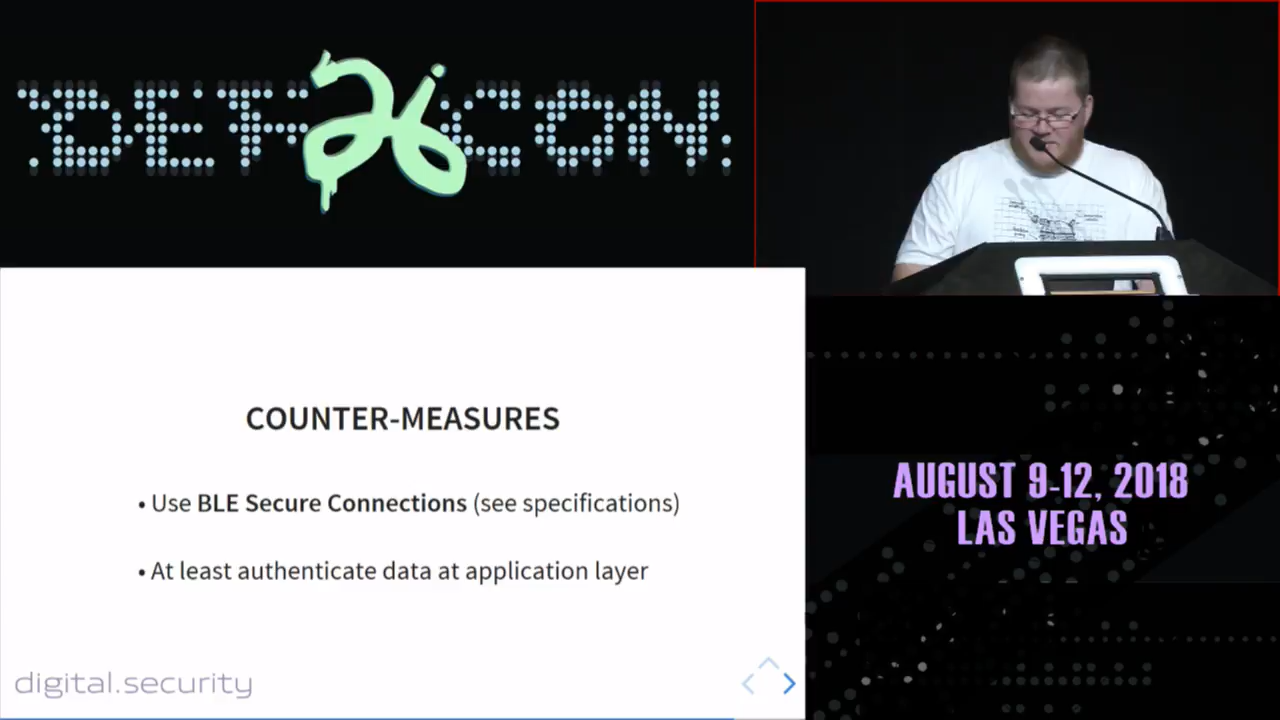 DEF CON 26
COUNTER-MEASURES
• Use BLE Secure Connections (see specifications)
• At least authenticate data at application layer
digital.security
AUGUST 9-12, 2018
LAS VEGAS